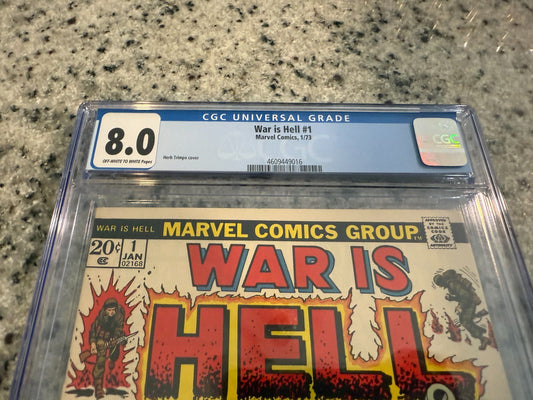 CGC UNIVERSAL GRADE
8.0
OFF-WHITE TO WHITE Pages
War is Hell #1
Marvel Comics, 1/73
Herb Trimpe cover
4609449016
CGC
WAR IS HELL
MARVEL COMICS GROUP
TM
APPROVED
BY THE
COMICS
CODE
AUTHORITY
20¢
1
JAN
02168
WAR IS
HELL